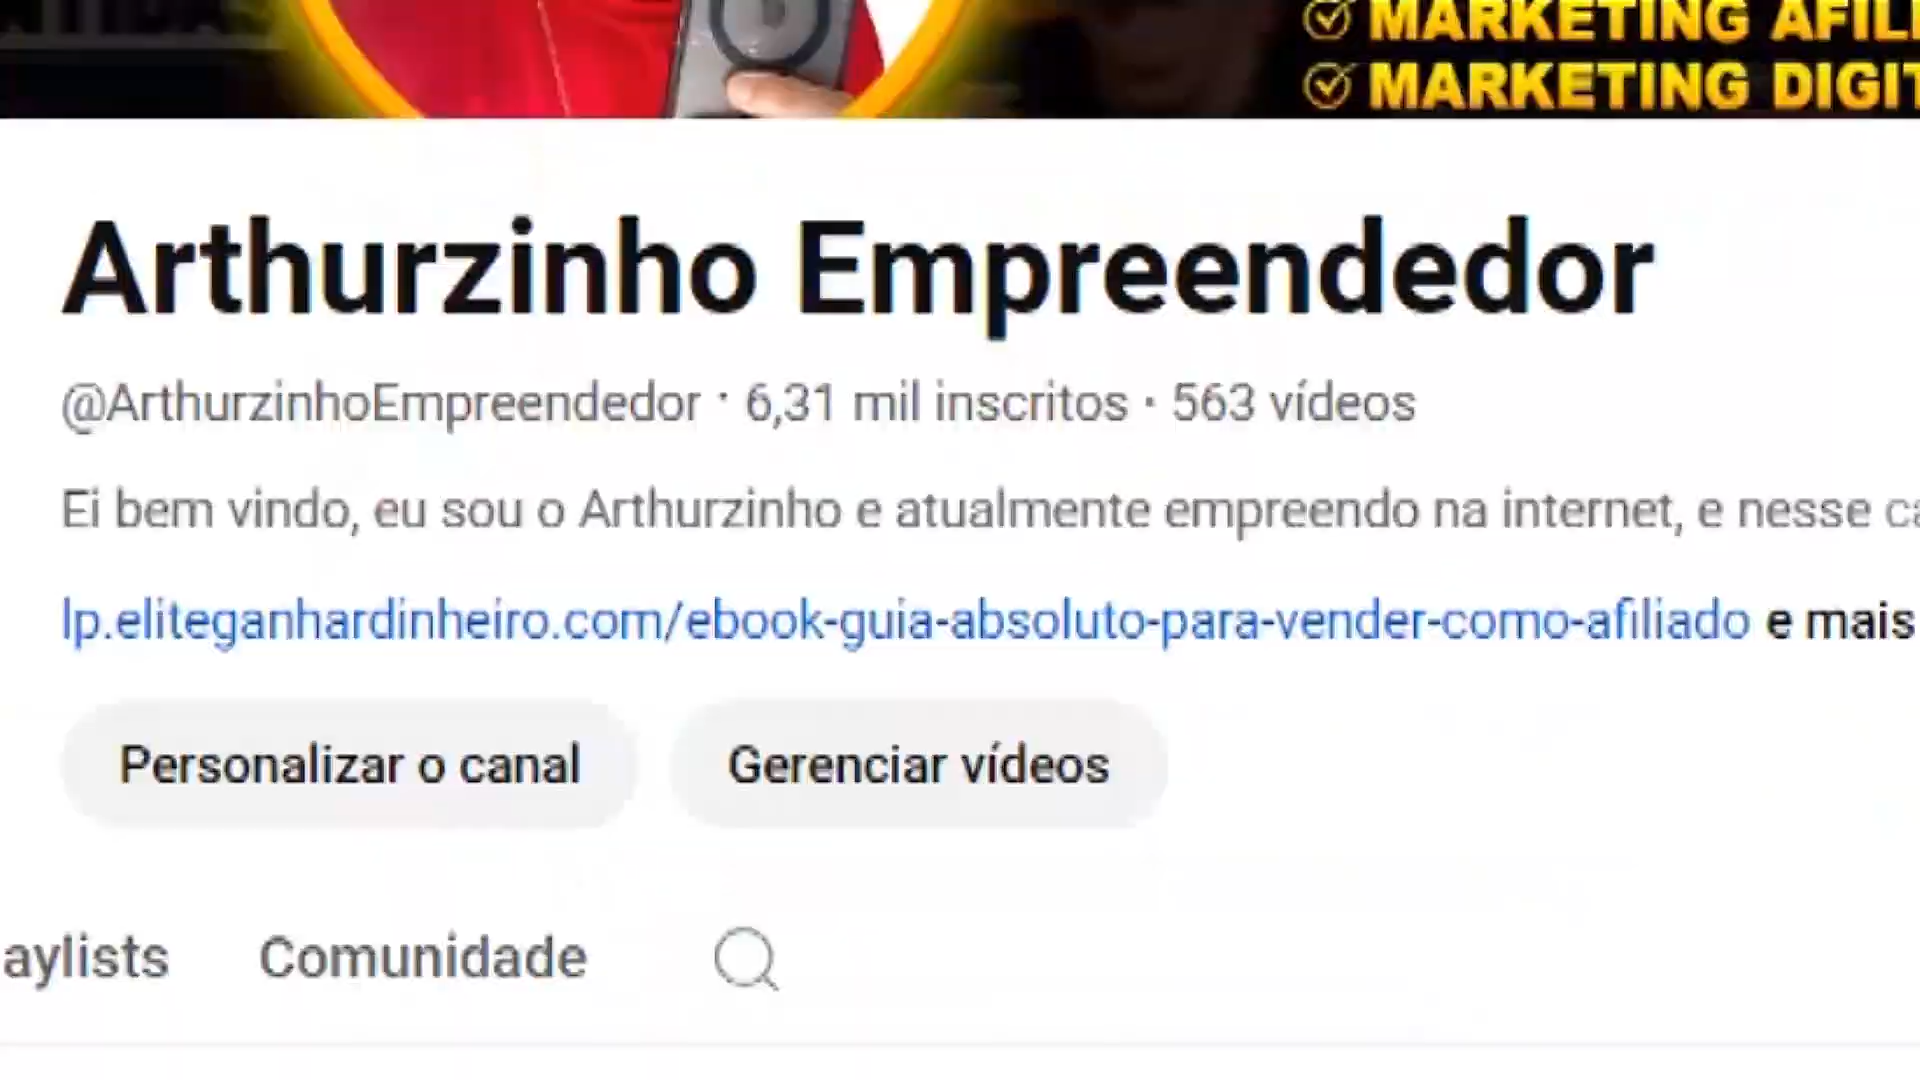 MARKETING AFILI
MARKETING DIGIT
Arthurzinho Empreendedor
@ArthurzinhoEmpreendedor · 6,31 mil inscritos · 563 vídeos
Ei bem vindo, eu sou o Arthurzinho e atualmente empreendo na internet, e nesse ca
lp.eliteganhardinheiro.com/ebook-guia-absoluto-para-vender-como-afiliado e mais
Personalizar o canal Gerenciar vídeos
aylists Comunidade